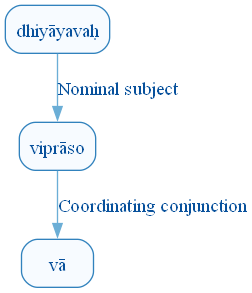 dhiyāyavaḥ
Nominal subject
viprāso
Coordinating conjunction
vā